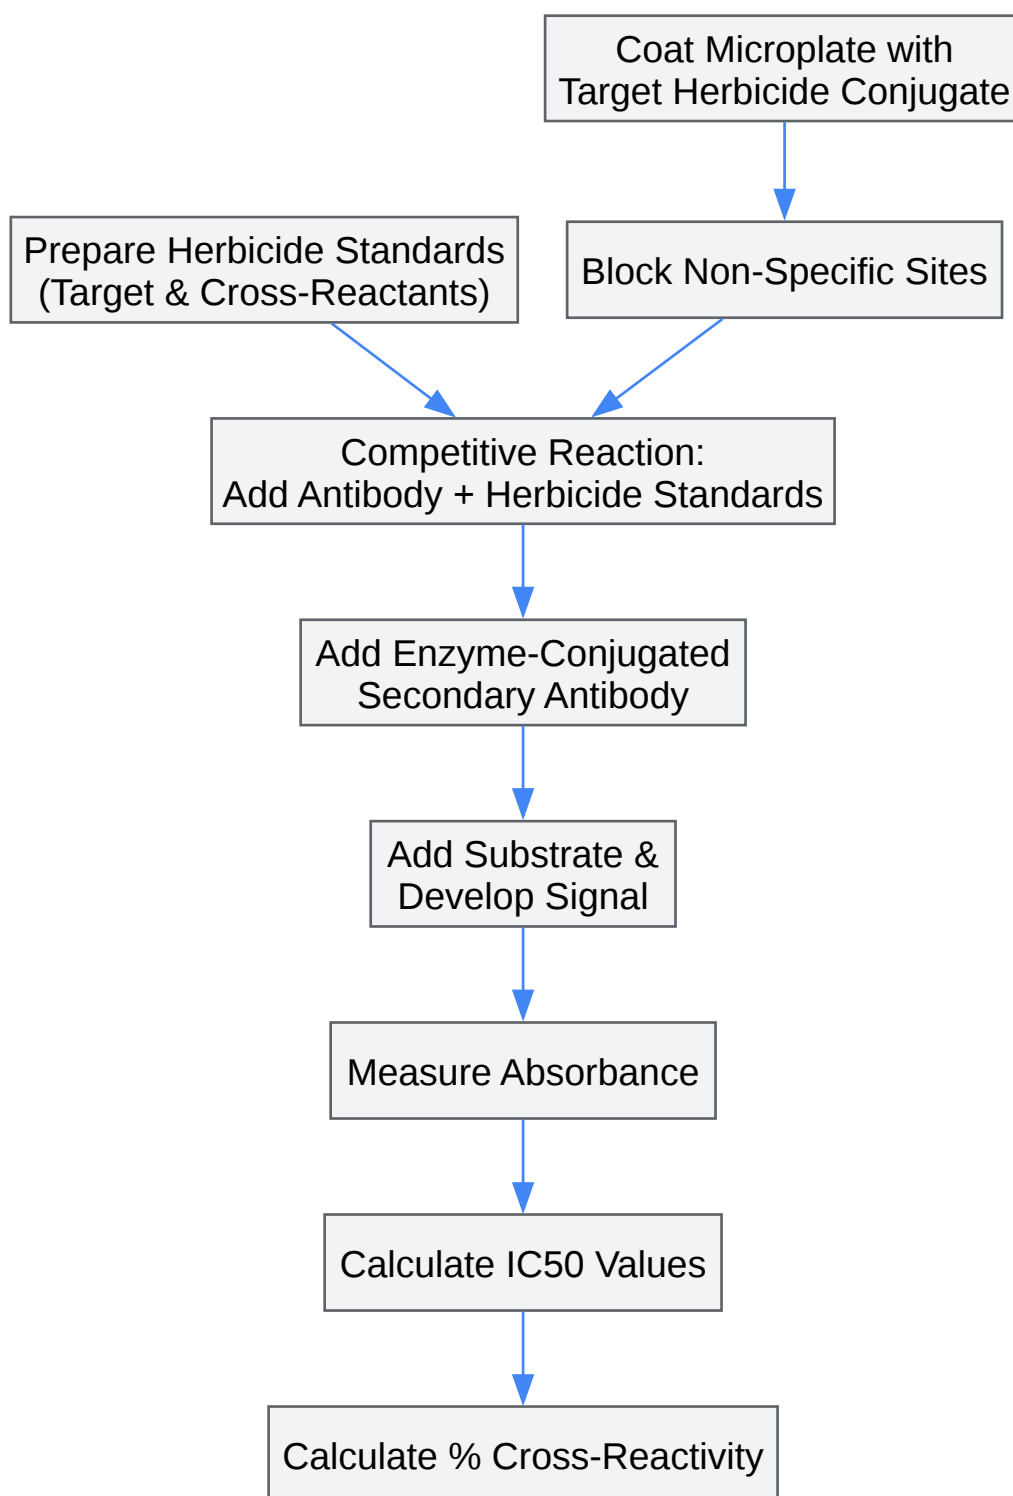 Coat Microplate with
Target Herbicide Conjugate
Prepare Herbicide Standards
(Target & Cross-Reactants)
Block Non-Specific Sites
Competitive Reaction:
Add Antibody + Herbicide Standards
Add Enzyme-Conjugated
Secondary Antibody
Add Substrate &
Develop Signal
Measure Absorbance
Calculate IC50 Values
Calculate % Cross-Reactivity